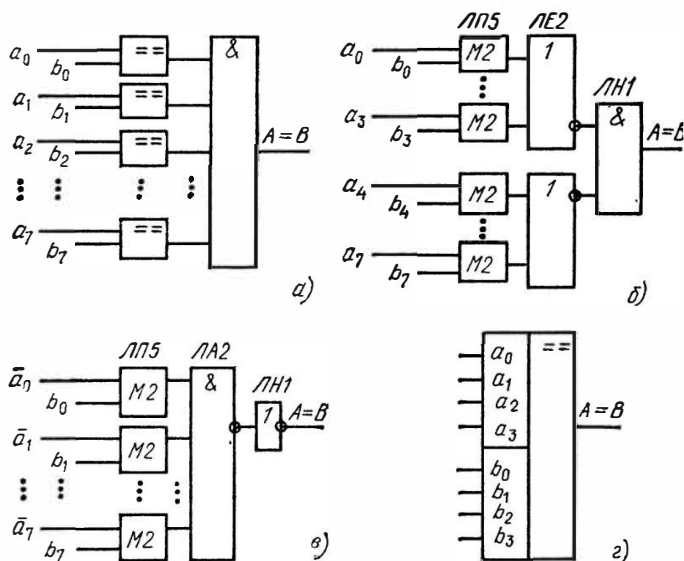 a₀ == &
b₀
a₁ ==
b₁
a₂ ==
b₂
A=B
a₇ ==
b₇
а)
ЛП5 ЛЕ2
a₀ M2 1
b₀
ЛН1
a₃ M2 &
b₃
A=B
a₄ M2 1
b₄
a₇ M2
b₇
б)
ЛП5 ЛА2
ā₀ M2 &
b₀
ЛН1
ā₁ M2 1 A=B
b₁
ā₇ M2
b₇
в)
a₀ ==
a₁
a₂
a₃
A=B
b₀
b₁
b₂
b₃
г)